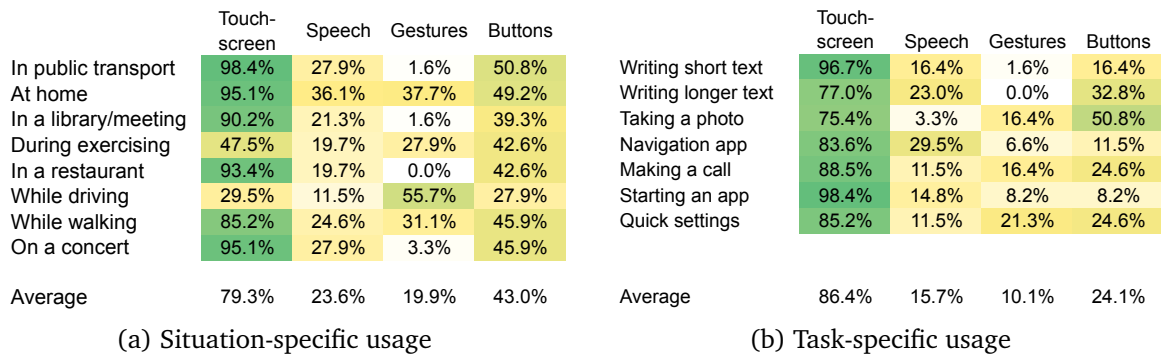 Touch-
screen Speech Gestures Buttons
In public transport 98.4% 27.9% 1.6% 50.8%
At home 95.1% 36.1% 37.7% 49.2%
In a library/meeting 90.2% 21.3% 1.6% 39.3%
During exercising 47.5% 19.7% 27.9% 42.6%
In a restaurant 93.4% 19.7% 0.0% 42.6%
While driving 29.5% 11.5% 55.7% 27.9%
While walking 85.2% 24.6% 31.1% 45.9%
On a concert 95.1% 27.9% 3.3% 45.9%
Average 79.3% 23.6% 19.9% 43.0%
(a) Situation-specific usage
Touch-
screen Speech Gestures Buttons
Writing short text 96.7% 16.4% 1.6% 16.4%
Writing longer text 77.0% 23.0% 0.0% 32.8%
Taking a photo 75.4% 3.3% 16.4% 50.8%
Navigation app 83.6% 29.5% 6.6% 11.5%
Making a call 88.5% 11.5% 16.4% 24.6%
Starting an app 98.4% 14.8% 8.2% 8.2%
Quick settings 85.2% 11.5% 21.3% 24.6%
Average 86.4% 15.7% 10.1% 24.1%
(b) Task-specific usage